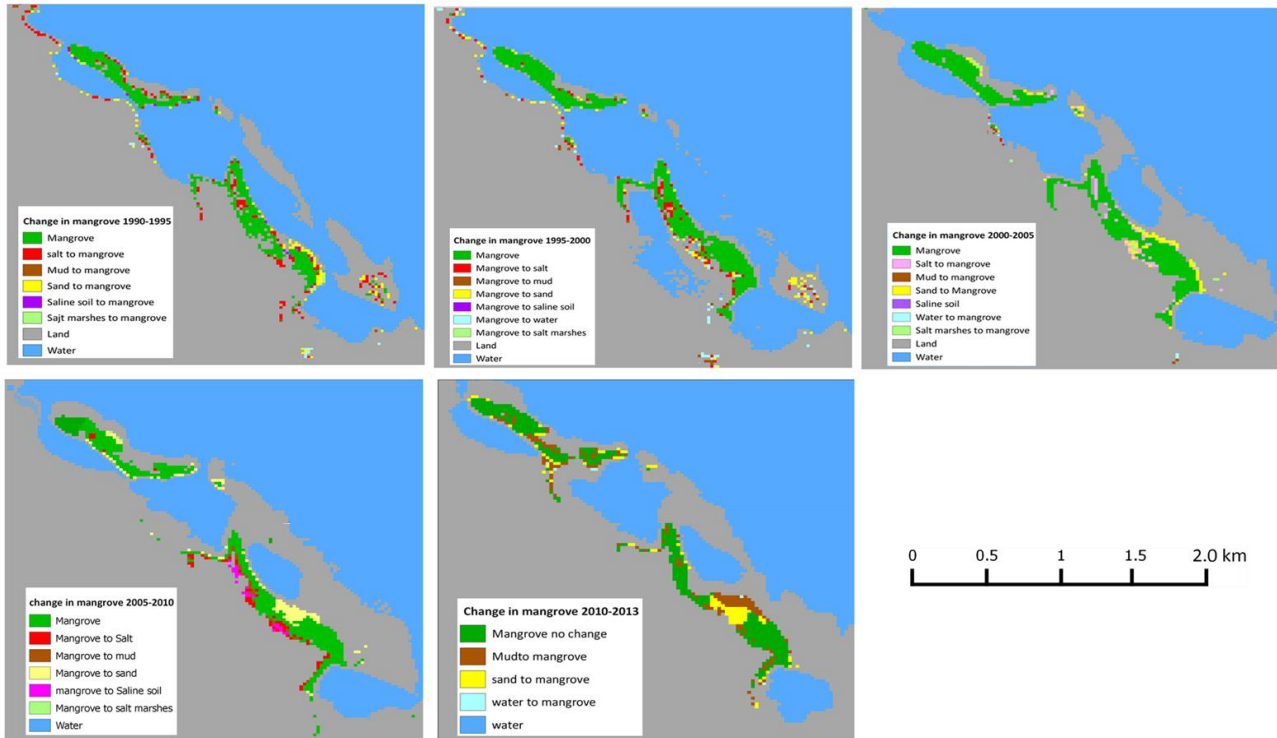 Change in mangrove 1990-1995
Mangrove
salt to mangrove
Mud to mangrove
Sand to mangrove
Saline soil to mangrove
Sajt marshes to mangrove
Land
Water
Change in mangrove 1995-2000
Mangrove
Mangrove to salt
Mangrove to mud
Mangrove to sand
Mangrove to saline soil
Mangrove to water
Mangrove to salt marshes
Land
Water
Change in mangrove 2000-2005
Mangrove
Salt to mangrove
Mud to mangrove
Sand to Mangrove
Saline soil
Water to mangrove
Salt marshes to mangrove
Land
Water
change in mangrove 2005-2010
Mangrove
Mangrove to Salt
Mangrove to mud
Mangrove to sand
mangrove to Saline soil
Mangrove to salt marshes
Water
Change in mangrove 2010-2013
Mangrove no change
Mudto mangrove
sand to mangrove
water to mangrove
water
0 0.5 1 1.5 2.0 km